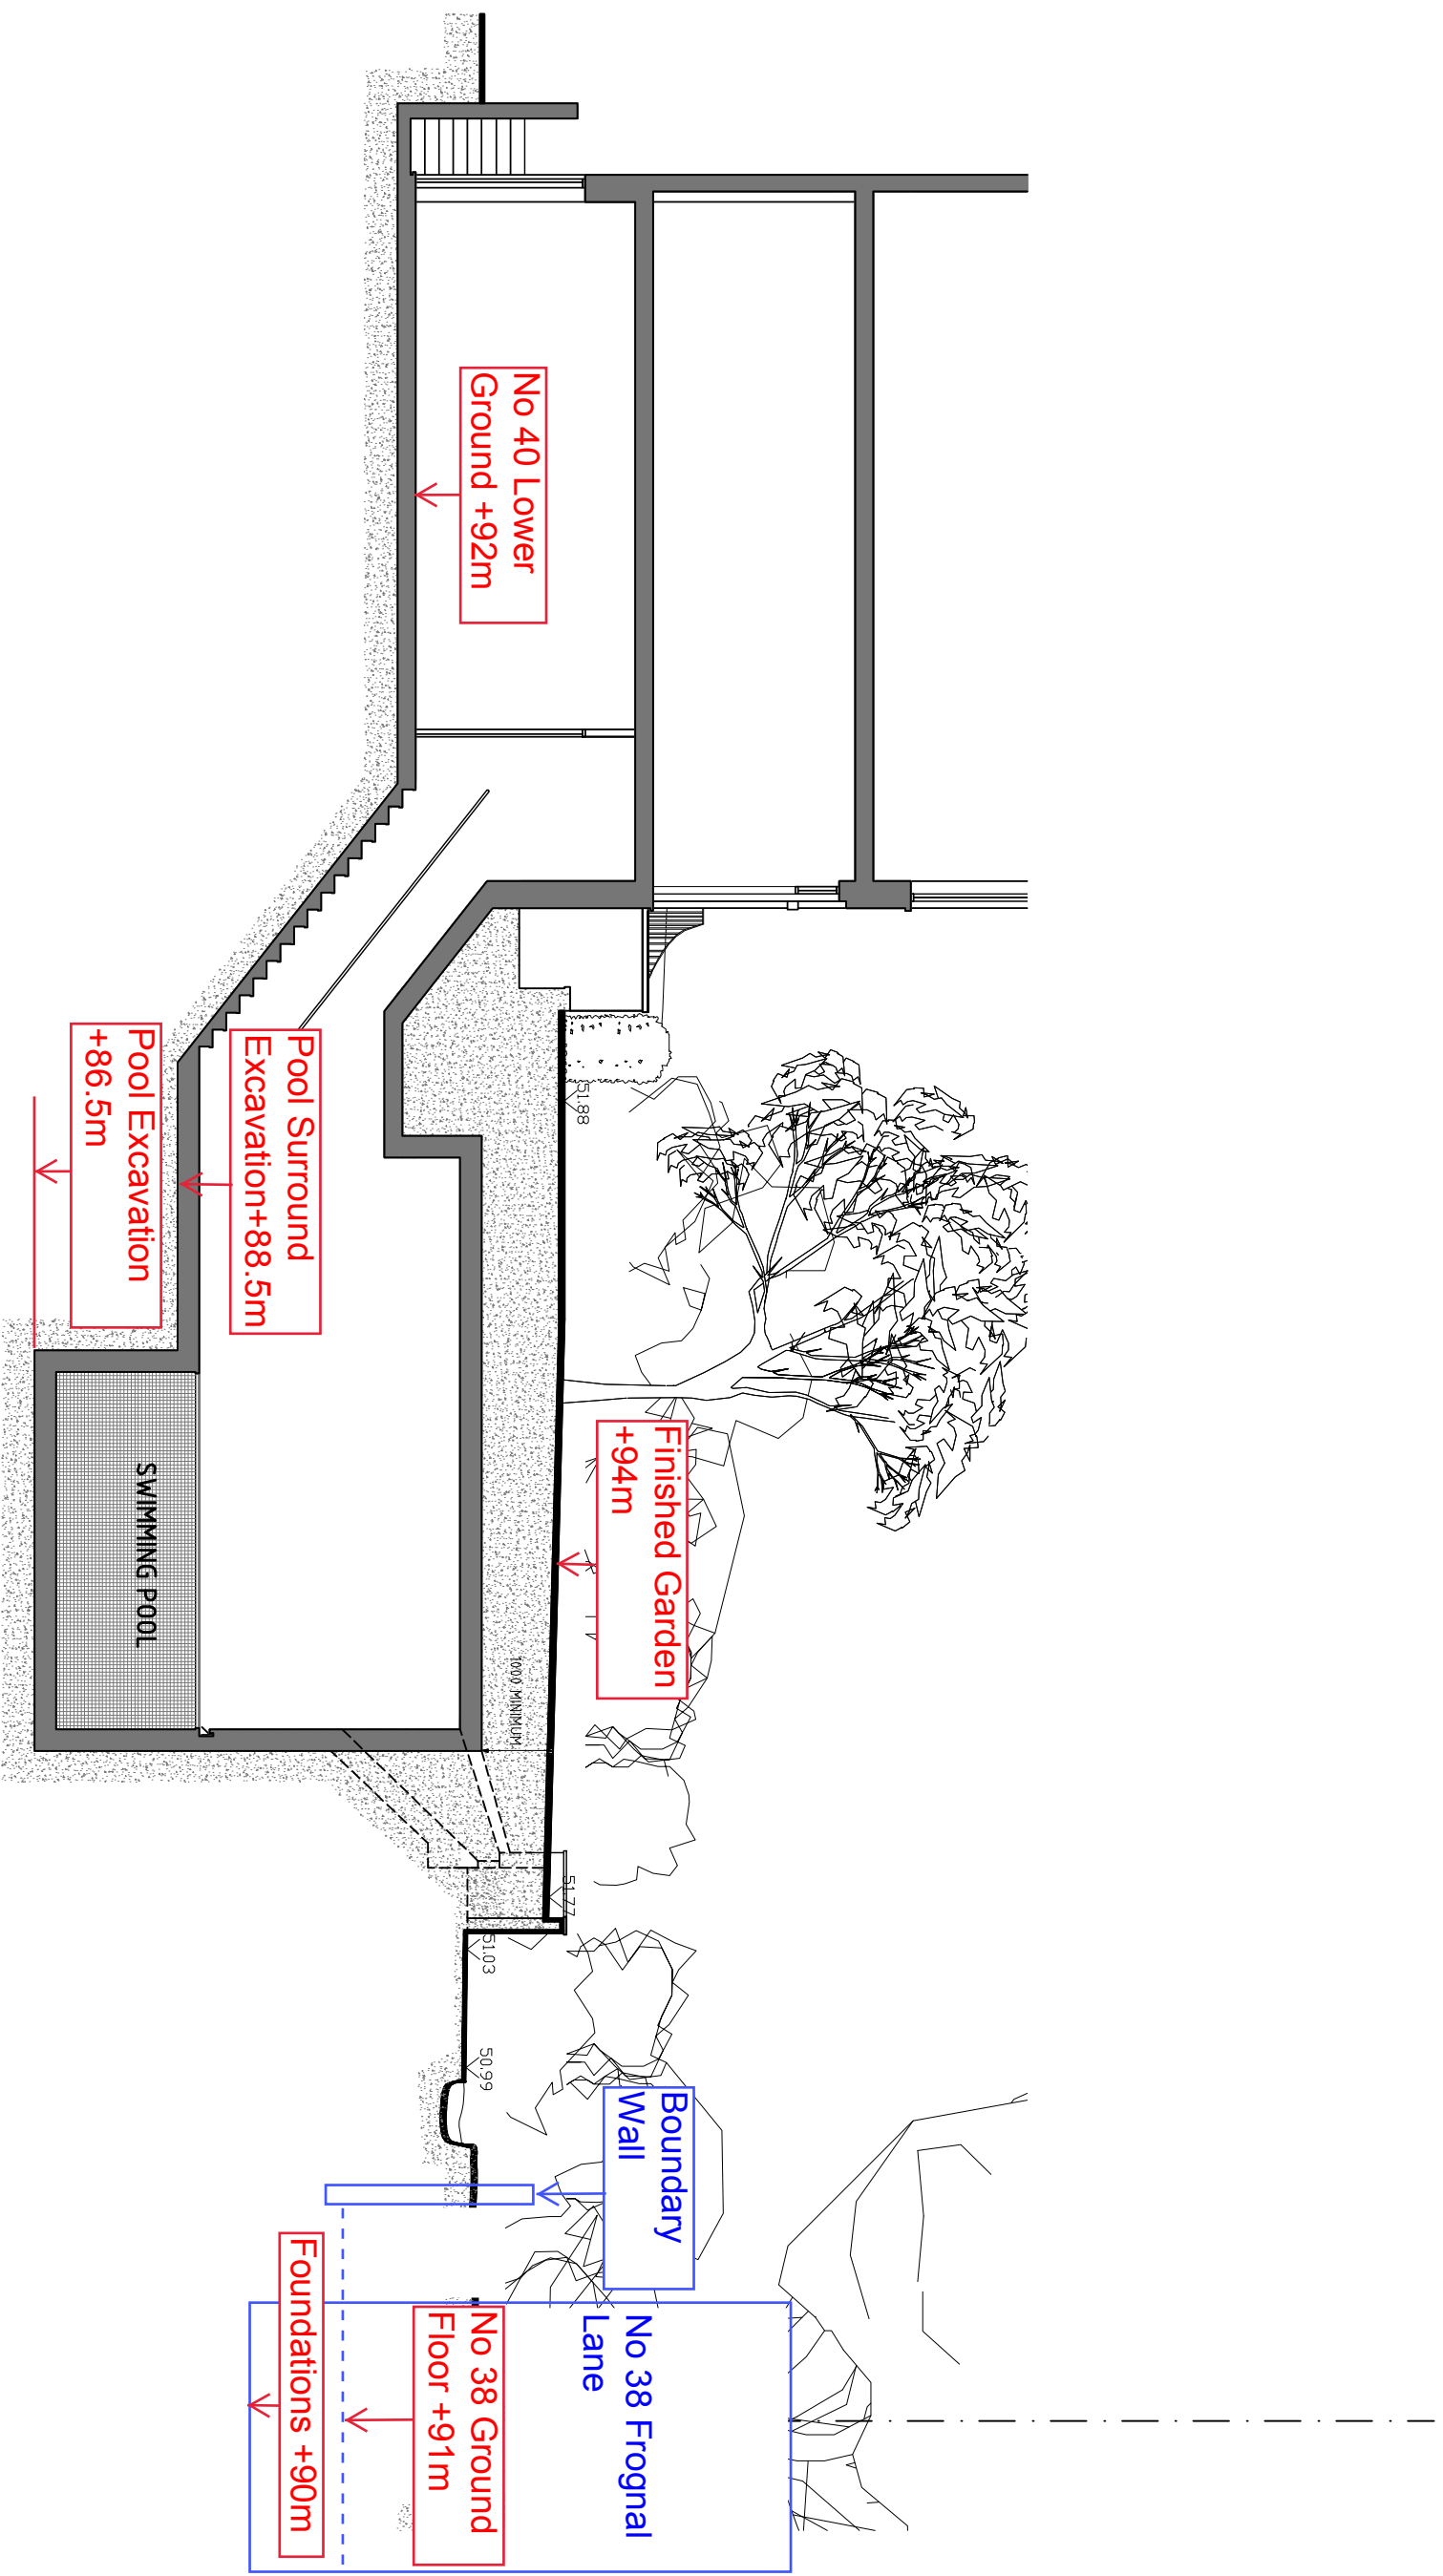 No 40 Lower
Ground +92m
Pool Surround
Excavation+88.5m
Pool Excavation
+86.5m
51.88
SWIMMING POOL
Finished Garden
+94m
1000 MINIMUM
51.77
51.03
50.99
Boundary
Wall
No 38 Frognal
Lane
No 38 Ground
Floor +91m
Foundations +90m